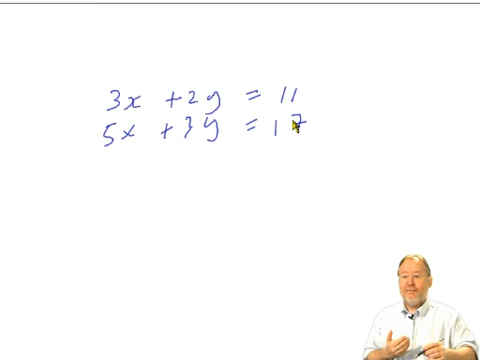 3x + 2y = 11
5x + 3y = 17